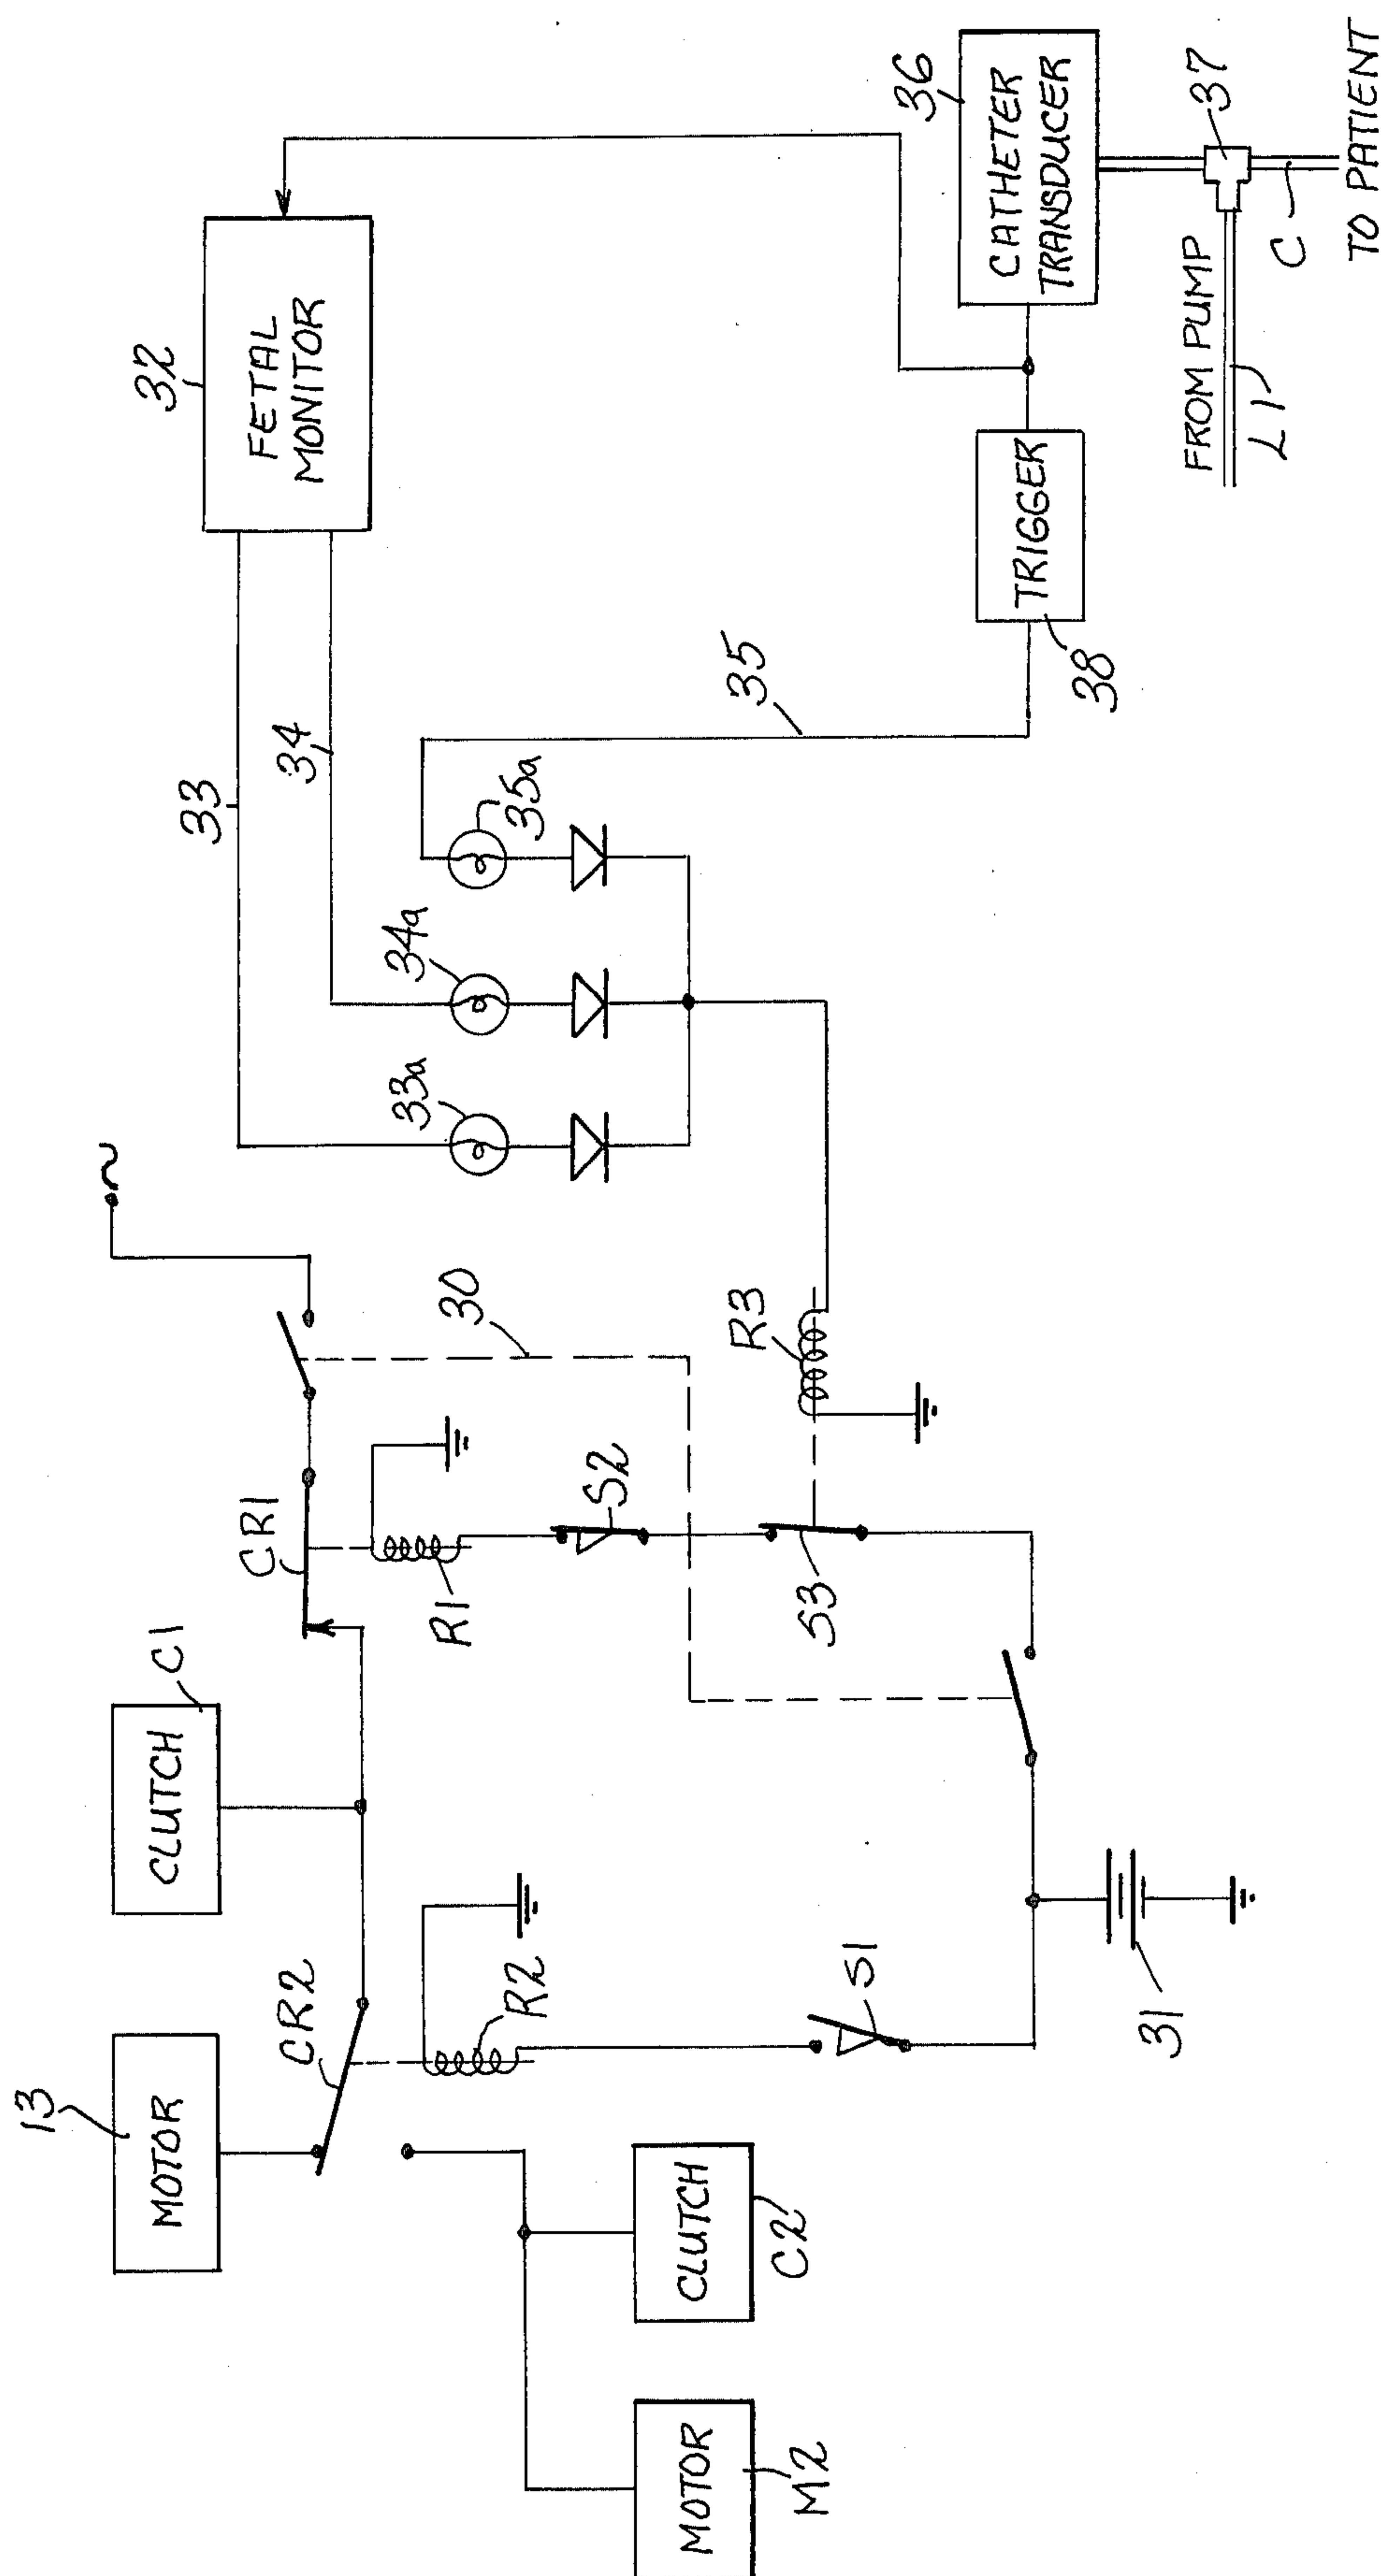 MOTOR
13
CLUTCH
C1
CR2
CR1
~
R2
R1
30
S1
S2
S3
R3
31
MOTOR
M2
CLUTCH
C2
33
34
32
FETAL
MONITOR
33a
34a
35a
35
TRIGGER
38
36
CATHETER
TRANSDUCER
37
FROM PUMP
L1
C
TO PATIENT